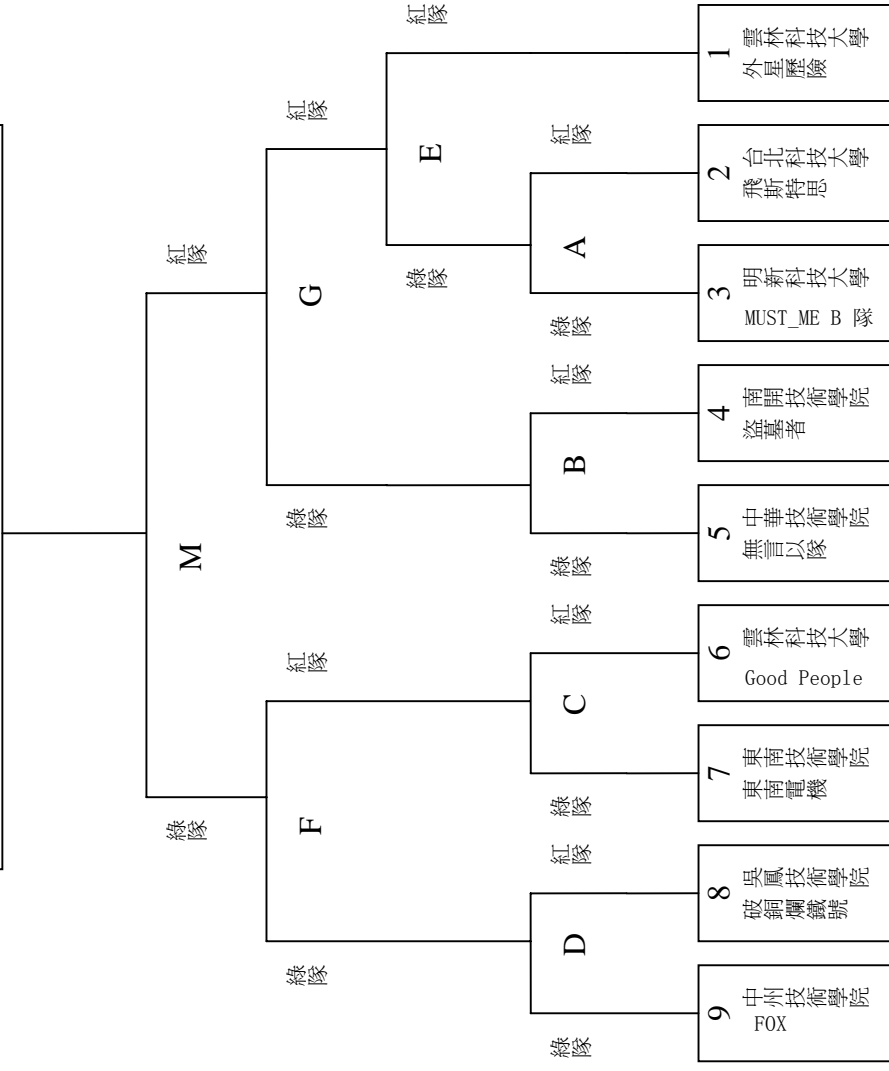 紅隊
1
雲林科技大學
外星歷險
紅隊
E
紅隊
2
台北科技大學
飛斯特思
紅隊
G
綠隊
A
綠隊
3
明新科技大學
MUST_ME B 隊
紅隊
4
南開技術學院
盜墓者
M
綠隊
B
綠隊
5
中華技術學院
無言以隊
紅隊
紅隊
6
雲林科技大學
Good People
C
綠隊
F
綠隊
7
東南技術學院
東南電機
紅隊
8
吳鳳技術學院
破銅爛鐵號
綠隊
D
綠隊
9
中州技術學院
FOX